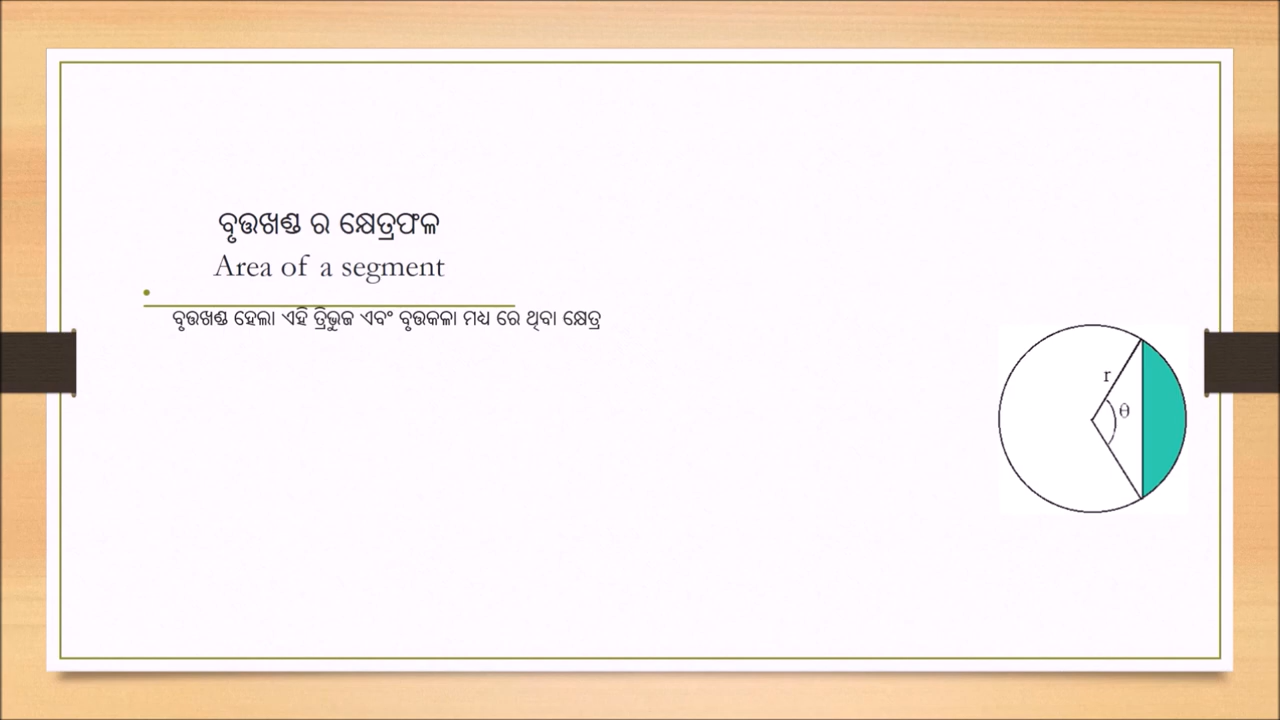 ବୃତ୍ତଖଣ୍ଡ ର କ୍ଷେତ୍ରଫଳ
Area of a segment
ବୃତ୍ତଖଣ୍ଡ ହେଲା ଏହି ତ୍ରିଭୁଜ ଏବଂ ବୃତ୍ତକଳା ମଧ୍ୟ ରେ ଥିବା କ୍ଷେତ୍ର
r
θ